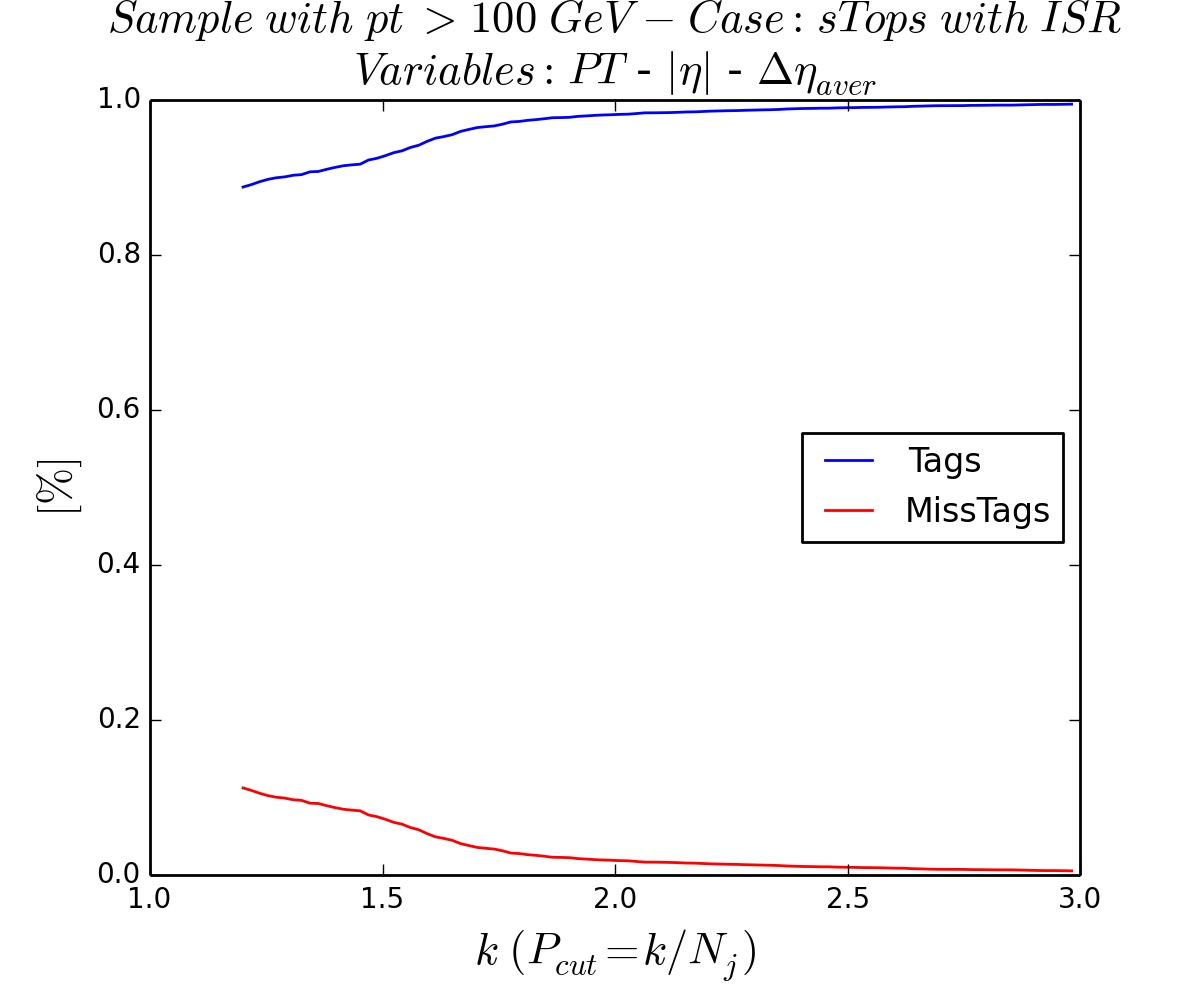 Sample with pt > 100 GeV − Case: sTops with ISR
Variables: PT - |η| - Δη_aver
1.0
0.8
0.6
0.4
0.2
0.0
[%]
Tags
MissTags
1.0 1.5 2.0 2.5 3.0
k (P_cut = k/N_j)